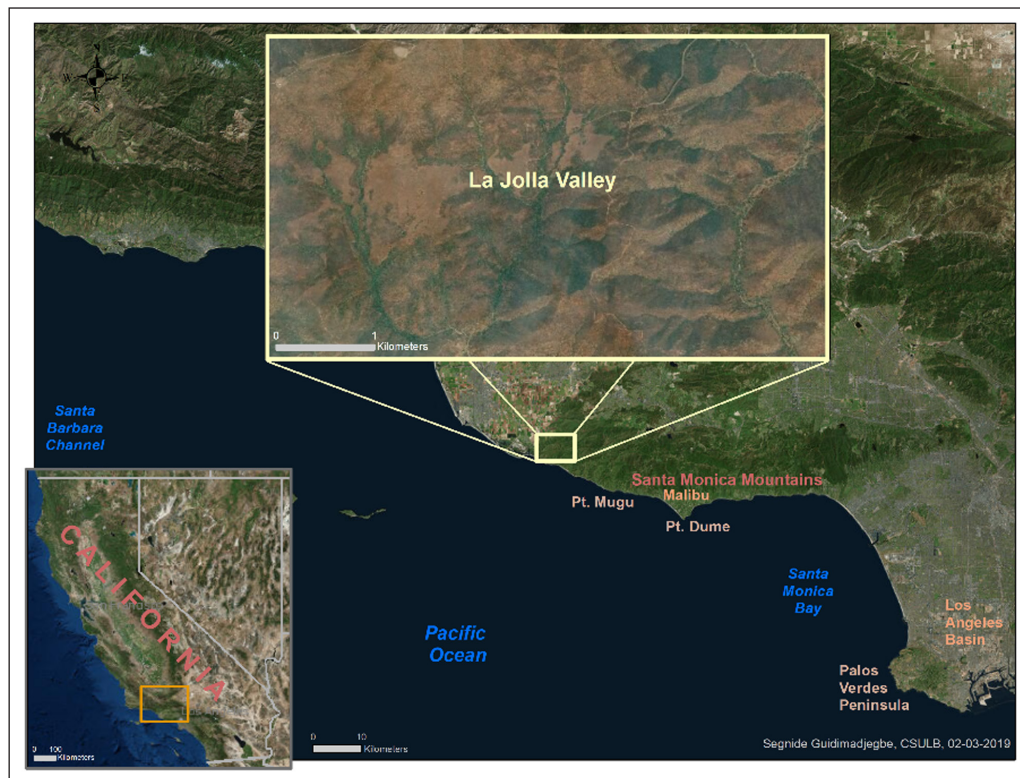 N
W
E
S
La Jolla Valley
0 1
Kilometers
Santa
Barbara
Channel
Santa Monica Mountains
Malibu
Pt. Mugu
Pt. Dume
Santa
Monica
Bay
Pacific
Ocean
Los
Angeles
Basin
Palos
Verdes
Peninsula
CALIFORNIA
0 100
Kilometers
0 10
Kilometers
Segnide Guidimadjegbe, CSULB, 02-03-2019